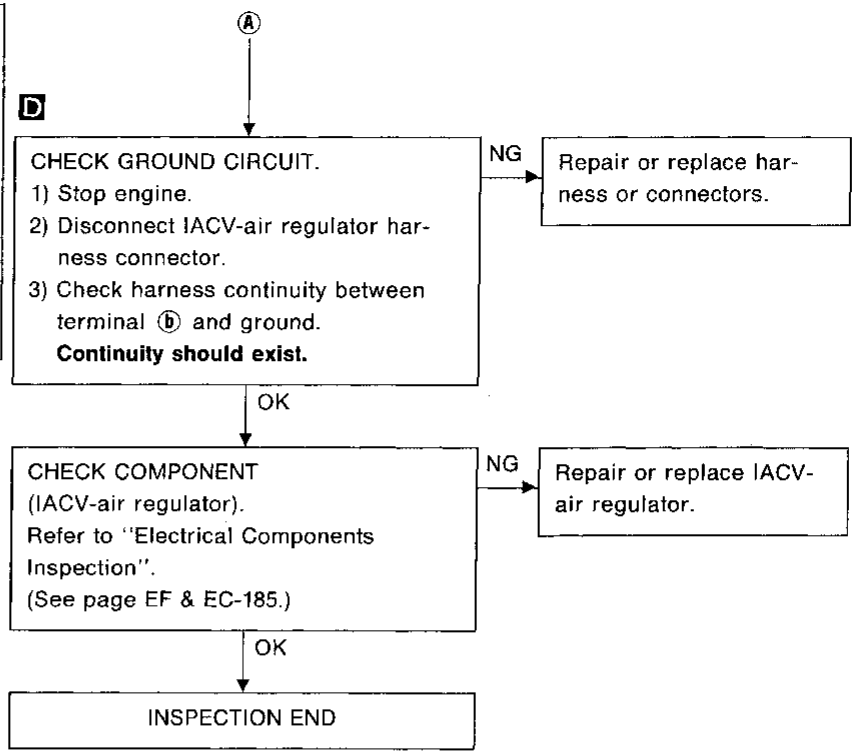 Ⓐ
D
CHECK GROUND CIRCUIT.
1) Stop engine.
2) Disconnect IACV-air regulator har-
ness connector.
3) Check harness continuity between
terminal ⓑ and ground.
Continuity should exist.
NG
Repair or replace har-
ness or connectors.
OK
CHECK COMPONENT
(IACV-air regulator).
Refer to "Electrical Components
Inspection".
(See page EF & EC-185.)
NG
Repair or replace IACV-
air regulator.
OK
INSPECTION END